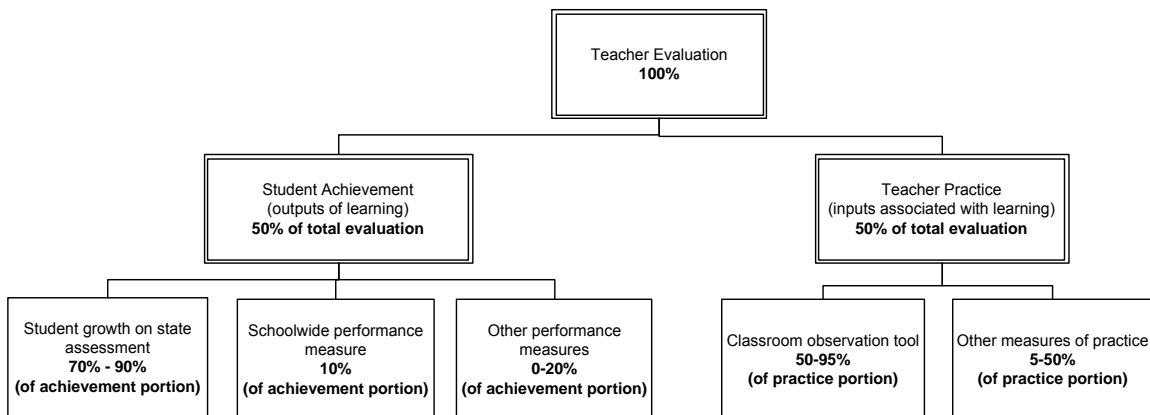 Teacher Evaluation
100%
Student Achievement
(outputs of learning)
50% of total evaluation
Teacher Practice
(inputs associated with learning)
50% of total evaluation
Student growth on state
assessment
70% - 90%
(of achievement portion)
Schoolwide performance
measure
10%
(of achievement portion)
Other performance
measures
0-20%
(of achievement portion)
Classroom observation tool
50-95%
(of practice portion)
Other measures of practice
5-50%
(of practice portion)